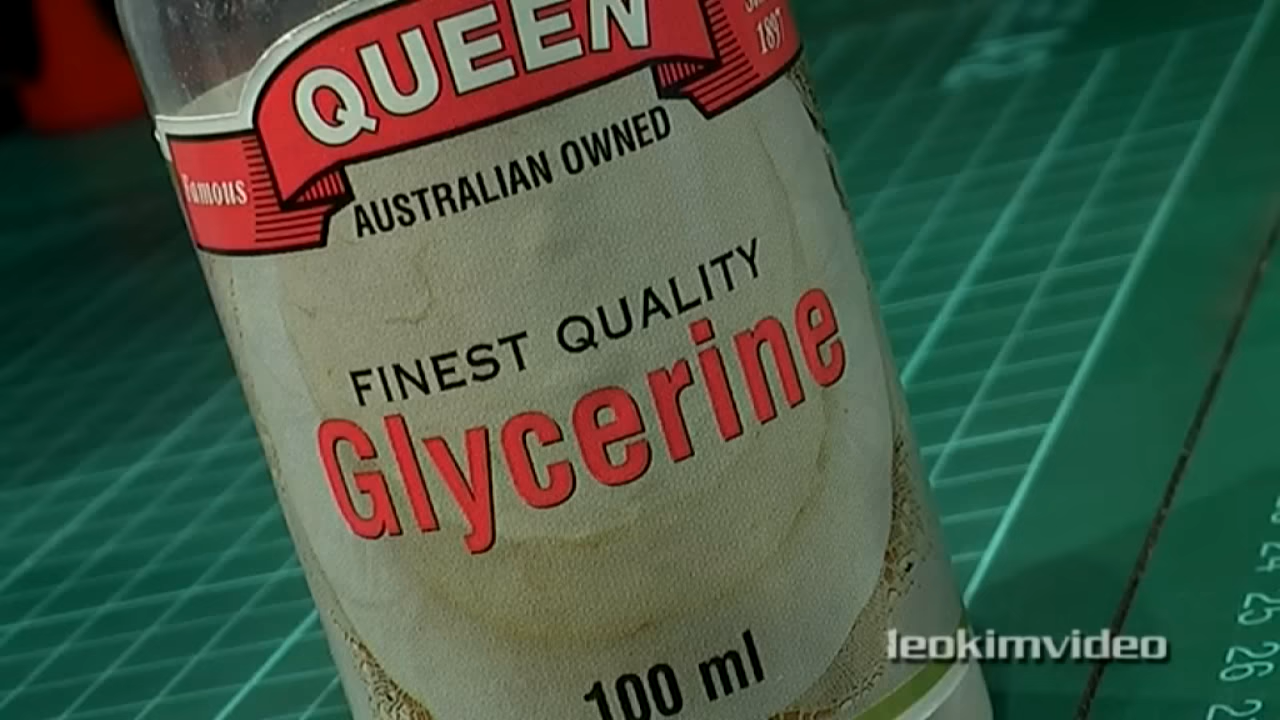 QUEEN
1897
Famous
AUSTRALIAN OWNED
FINEST QUALITY
Glycerine
100 ml
leokimvideo
24
25
26